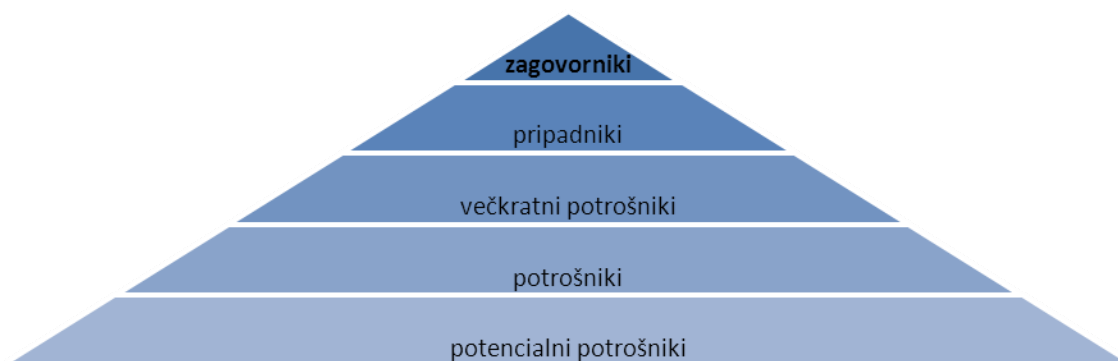 zagovorniki
pripadniki
večkratni potrošniki
potrošniki
potencialni potrošniki